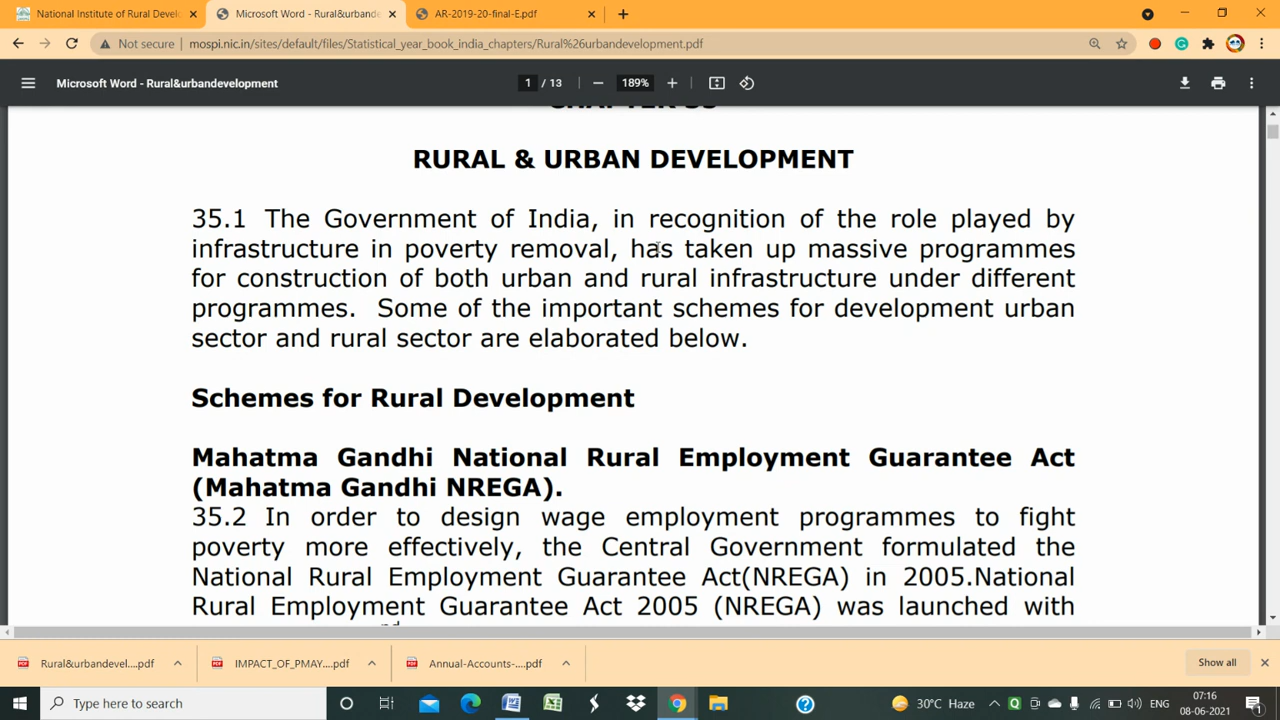 National Institute of Rural Devel
Microsoft Word - Rural&urbande
AR-2019-20-final-E.pdf
Not secure
mospi.nic.in/sites/default/files/Statistical_year_book_india_chapters/Rural%26urbandevelopment.pdf
Microsoft Word - Rural&urbandevelopment
1 / 13
189%
RURAL & URBAN DEVELOPMENT
35.1 The Government of India, in recognition of the role played by
infrastructure in poverty removal, has taken up massive programmes
for construction of both urban and rural infrastructure under different
programmes. Some of the important schemes for development urban
sector and rural sector are elaborated below.
Schemes for Rural Development
Mahatma Gandhi National Rural Employment Guarantee Act
(Mahatma Gandhi NREGA).
35.2 In order to design wage employment programmes to fight
poverty more effectively, the Central Government formulated the
National Rural Employment Guarantee Act(NREGA) in 2005.National
Rural Employment Guarantee Act 2005 (NREGA) was launched with
nd
Rural&urbandevel....pdf
IMPACT_OF_PMAY....pdf
Annual-Accounts-....pdf
Show all
Type here to search
30°C Haze
ENG
07:16
08-06-2021